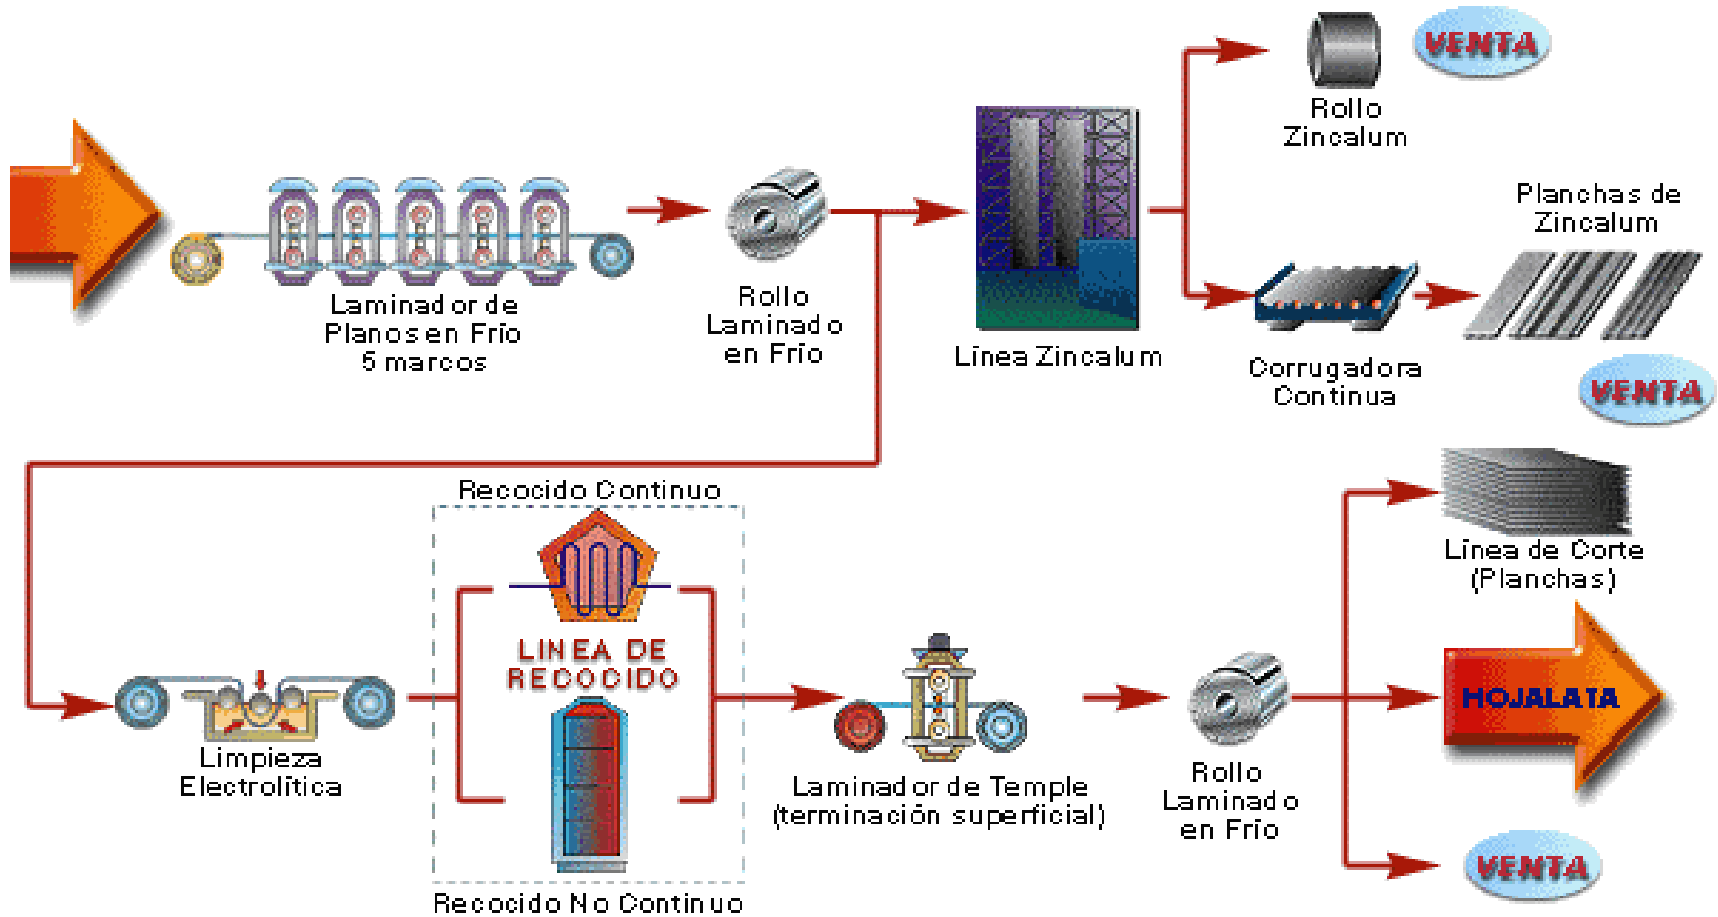 VENTA
Rollo
Zincalum
Planchas de
Zincalum
Laminador de
Planos en Frío
5 marcos
Rollo
Laminado
en Frío
Línea Zincalum
Corrugadora
Continua
VENTA
Recocido Continuo
LINEA DE
RECOCIDO
Recocido No Continuo
Limpieza
Electrolítica
Laminador de Temple
(terminación superficial)
Rollo
Laminado
en Frío
Línea de Corte
(Planchas)
HOJALATA
VENTA